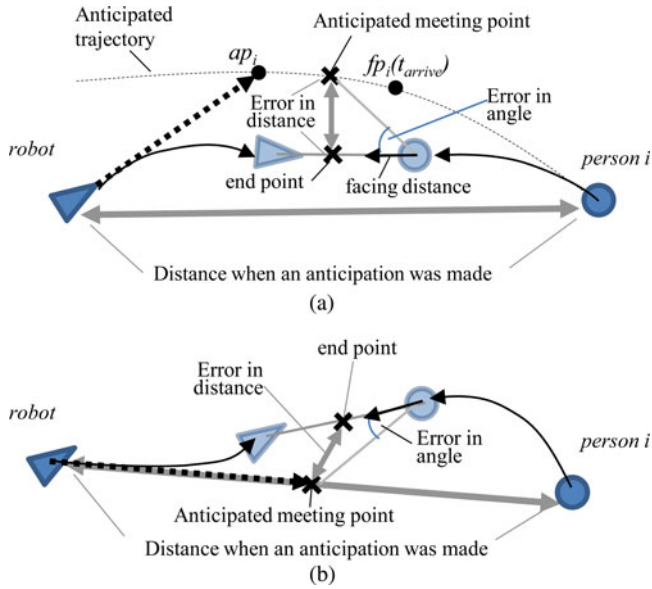 Anticipated
trajectory
Anticipated meeting point
ap_i
fp_i(t_arrive)
Error in
distance
Error in
angle
robot
person i
end point
facing distance
Distance when an anticipation was made
(a)
end point
Error in
distance
robot
person i
Error in
angle
Anticipated meeting point
Distance when an anticipation was made
(b)